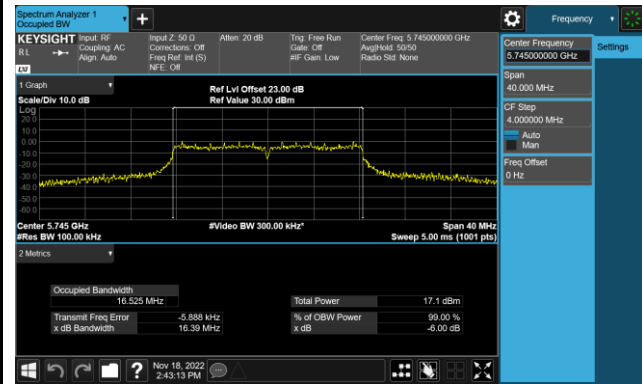 Spectrum Analyzer 1
Occupied BW
Frequency
KEYSIGHT
RL
Input: RF
Coupling: AC
Align: Auto
Input Z: 50 Ω
Corrections: Off
Freq Ref: Int (S)
NFE: Off
Atten: 20 dB
Trig: Free Run
Gate: Off
#IF Gain: Low
Center Freq: 5.745000000 GHz
Avg|Hold: 50/50
Radio Std: None
Center Frequency
5.745000000 GHz
Settings
Span
40.000 MHz
CF Step
4.000000 MHz
Auto
Man
Freq Offset
0 Hz
1 Graph
Scale/Div 10.0 dB
Ref Lvl Offset 23.00 dB
Ref Value 30.00 dBm
Log
20.0
10.0
0.00
-10.0
-20.0
-30.0
-40.0
-50.0
-60.0
Center 5.745 GHz
#Res BW 100.00 kHz
#Video BW 300.00 kHz*
Span 40 MHz
Sweep 5.00 ms (1001 pts)
2 Metrics
Occupied Bandwidth
16.525 MHz
Total Power
17.1 dBm
Transmit Freq Error
-5.888 kHz
% of OBW Power
99.00 %
x dB Bandwidth
16.39 MHz
x dB
-6.00 dB
?
Nov 18, 2022
2:43:13 PM